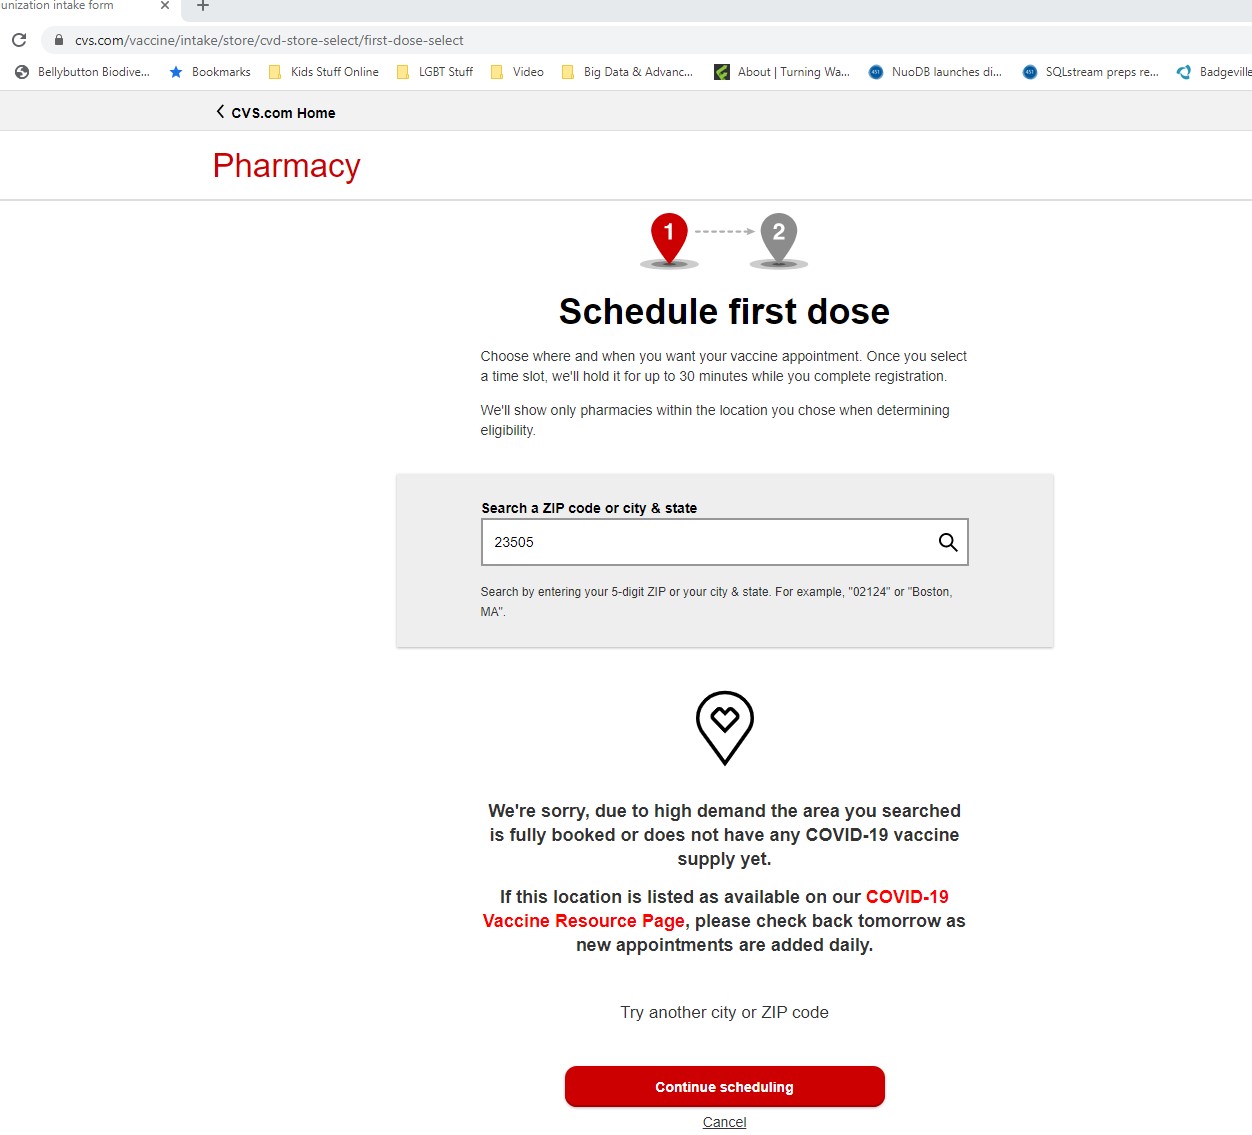 unization intake form
cvs.com/vaccine/intake/store/cvd-store-select/first-dose-select
Bellybutton Biodive... Bookmarks Kids Stuff Online LGBT Stuff Video Big Data & Advanc... About | Turning Wa... 451 NuoDB launches di... 451 SQLstream preps re... Badgeville
CVS.com Home
Pharmacy
1 2
Schedule first dose
Choose where and when you want your vaccine appointment. Once you select
a time slot, we'll hold it for up to 30 minutes while you complete registration.
We'll show only pharmacies within the location you chose when determining
eligibility.
Search a ZIP code or city & state
23505
Search by entering your 5-digit ZIP or your city & state. For example, "02124" or "Boston,
MA".
We're sorry, due to high demand the area you searched
is fully booked or does not have any COVID-19 vaccine
supply yet.
If this location is listed as available on our COVID-19
Vaccine Resource Page, please check back tomorrow as
new appointments are added daily.
Try another city or ZIP code
Continue scheduling
Cancel